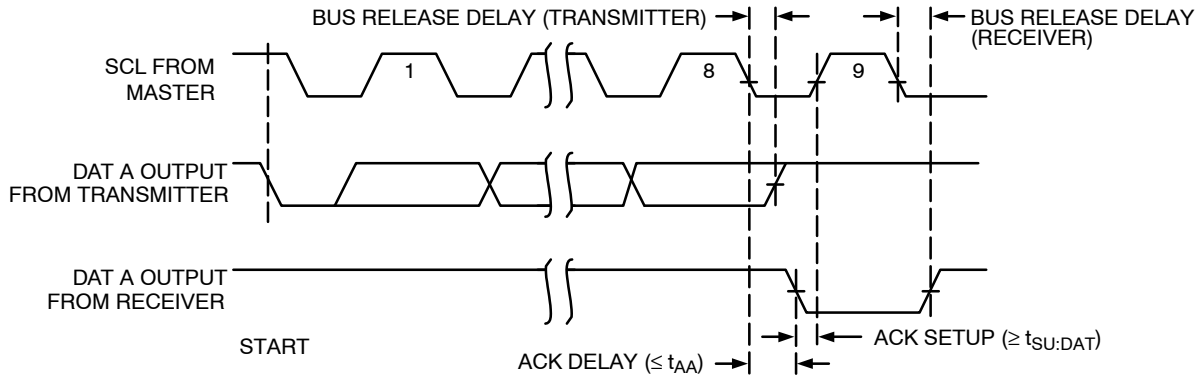 BUS RELEASE DELAY (TRANSMITTER)
BUS RELEASE DELAY
(RECEIVER)
SCL FROM
MASTER
1
8
9
DAT A OUTPUT
FROM TRANSMITTER
DAT A OUTPUT
FROM RECEIVER
START
ACK SETUP (≥ tSU:DAT)
ACK DELAY (≤ tAA)